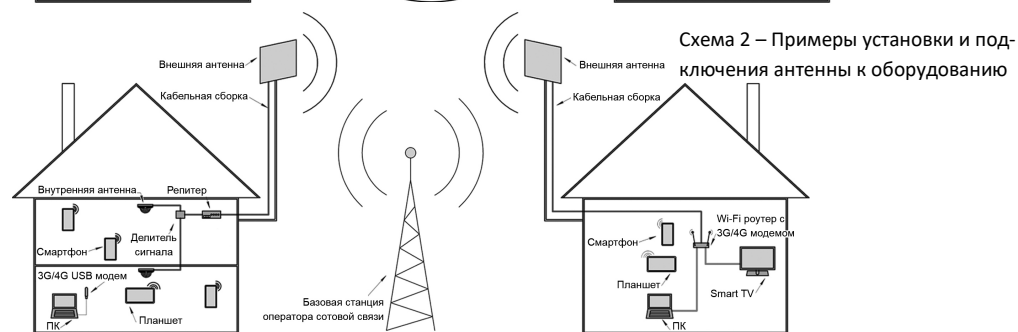 Схема 2 – Примеры установки и под-
ключения антенны к оборудованию
Внешняя антенна
Кабельная сборка
Внутренняя антенна
Репитер
Смартфон
Делитель
сигнала
3G/4G USB модем
Планшет
ПК
Базовая станция
оператора сотовой связи
Внешняя антенна
Кабельная сборка
Wi-Fi роутер с
3G/4G модемом
Смартфон
Планшет
Smart TV
ПК